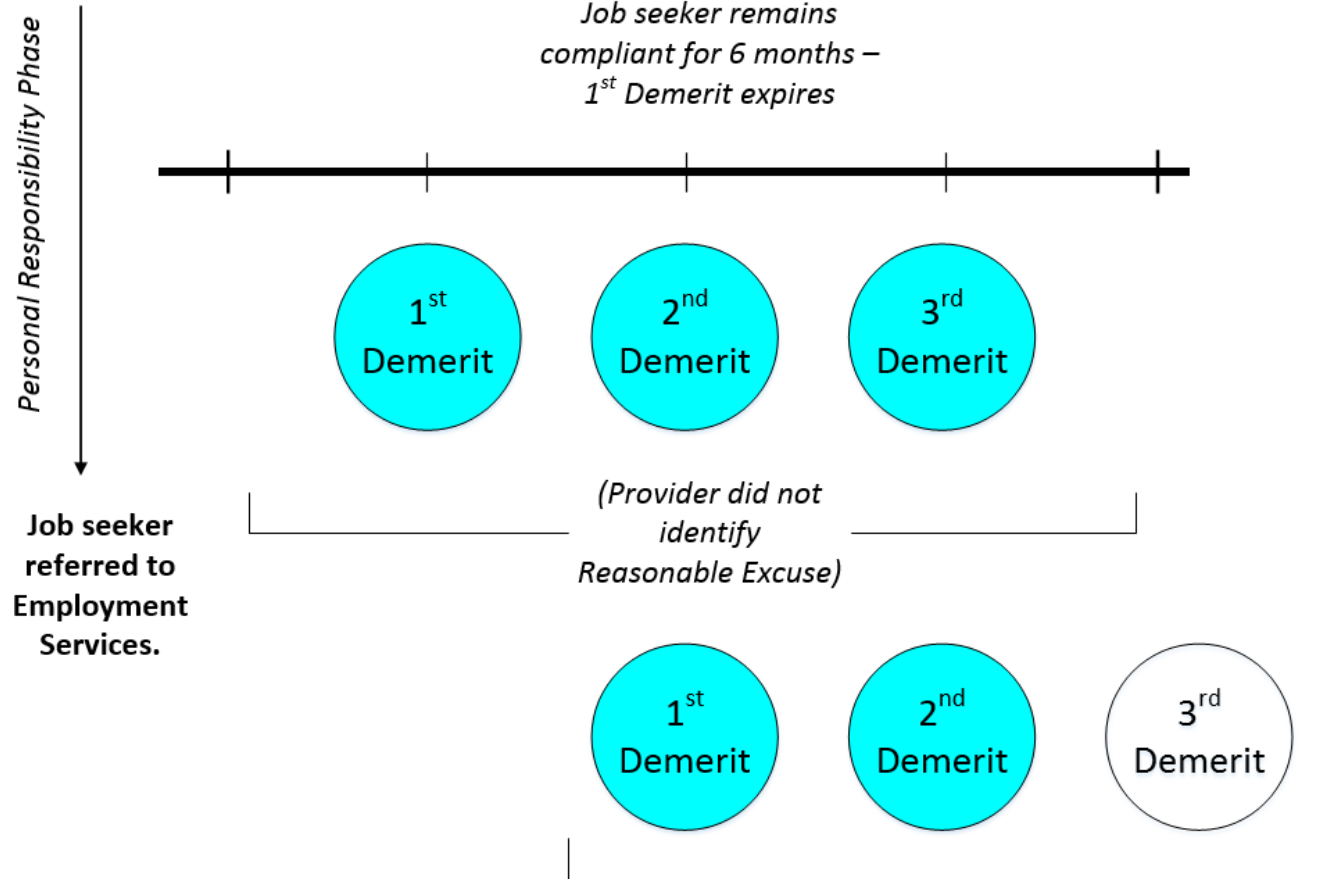 Personal Responsibility Phase
Job seeker remains
compliant for 6 months –
1st Demerit expires
1st
Demerit
2nd
Demerit
3rd
Demerit
(Provider did not
identify
Reasonable Excuse)
Job seeker
referred to
Employment
Services.
1st
Demerit
2nd
Demerit
3rd
Demerit